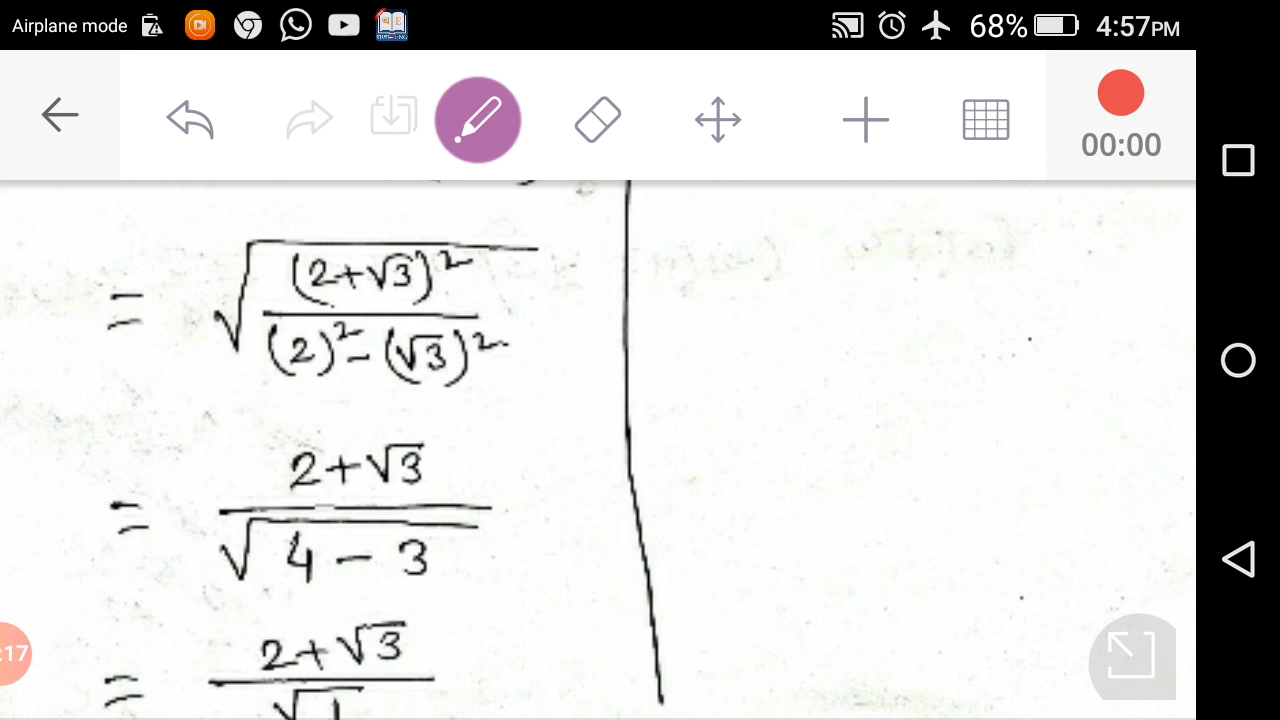 Airplane mode 68% 4:57PM
00:00
= √((2+√3)² / ((2)² - (√3)²))
= (2+√3) / √(4-3)
:17
= (2+√3) / √1